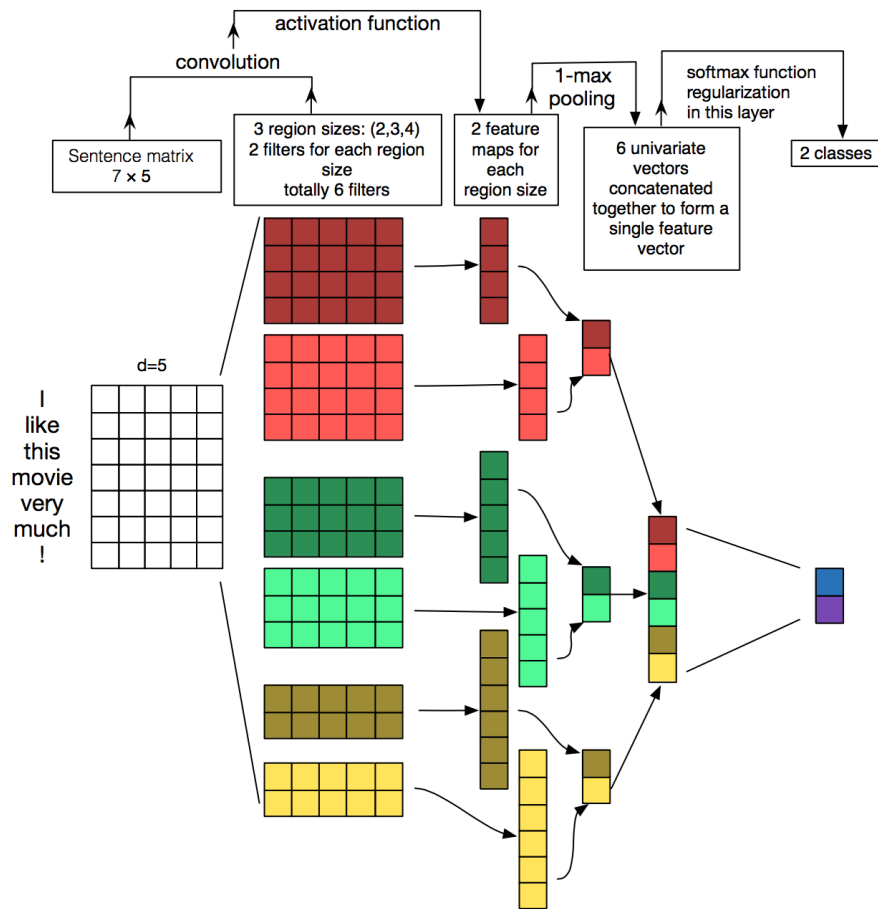 activation function
convolution
1-max
pooling
softmax function
regularization
in this layer
Sentence matrix
7 × 5
3 region sizes: (2,3,4)
2 filters for each region
size
totally 6 filters
2 feature
maps for
each
region size
6 univariate
vectors
concatenated
together to form a
single feature
vector
2 classes
d=5
I
like
this
movie
very
much
!